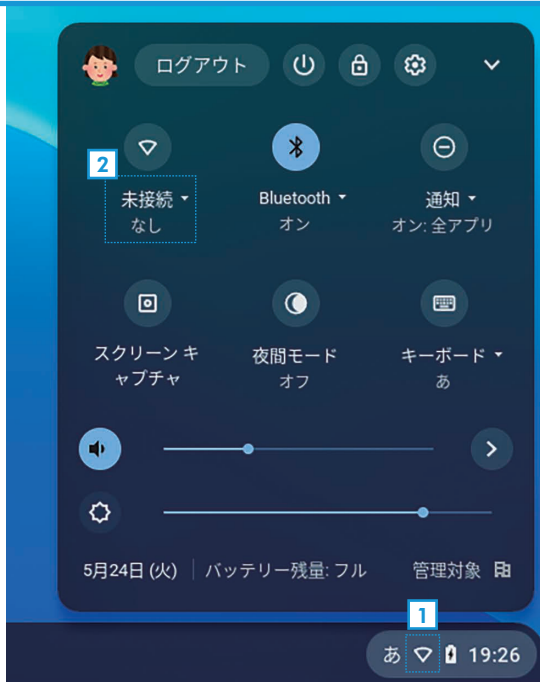 ログアウト
2
未接続
なし
Bluetooth
オン
通知
オン: 全アプリ
スクリーン キ
ャプチャ
夜間モード
オフ
キーボード
あ
5月24日 (火)
バッテリー残量: フル
管理対象
1
あ
19:26